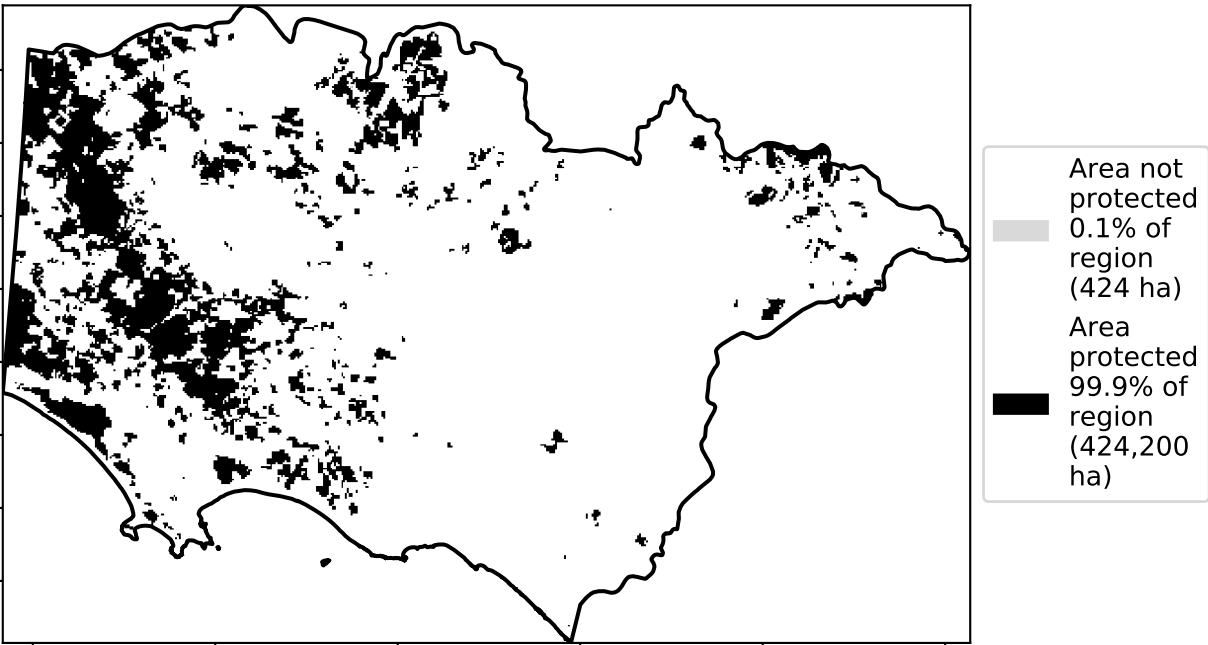 Area not
protected
0.1% of
region
(424 ha)
Area
protected
99.9% of
region
(424,200
ha)